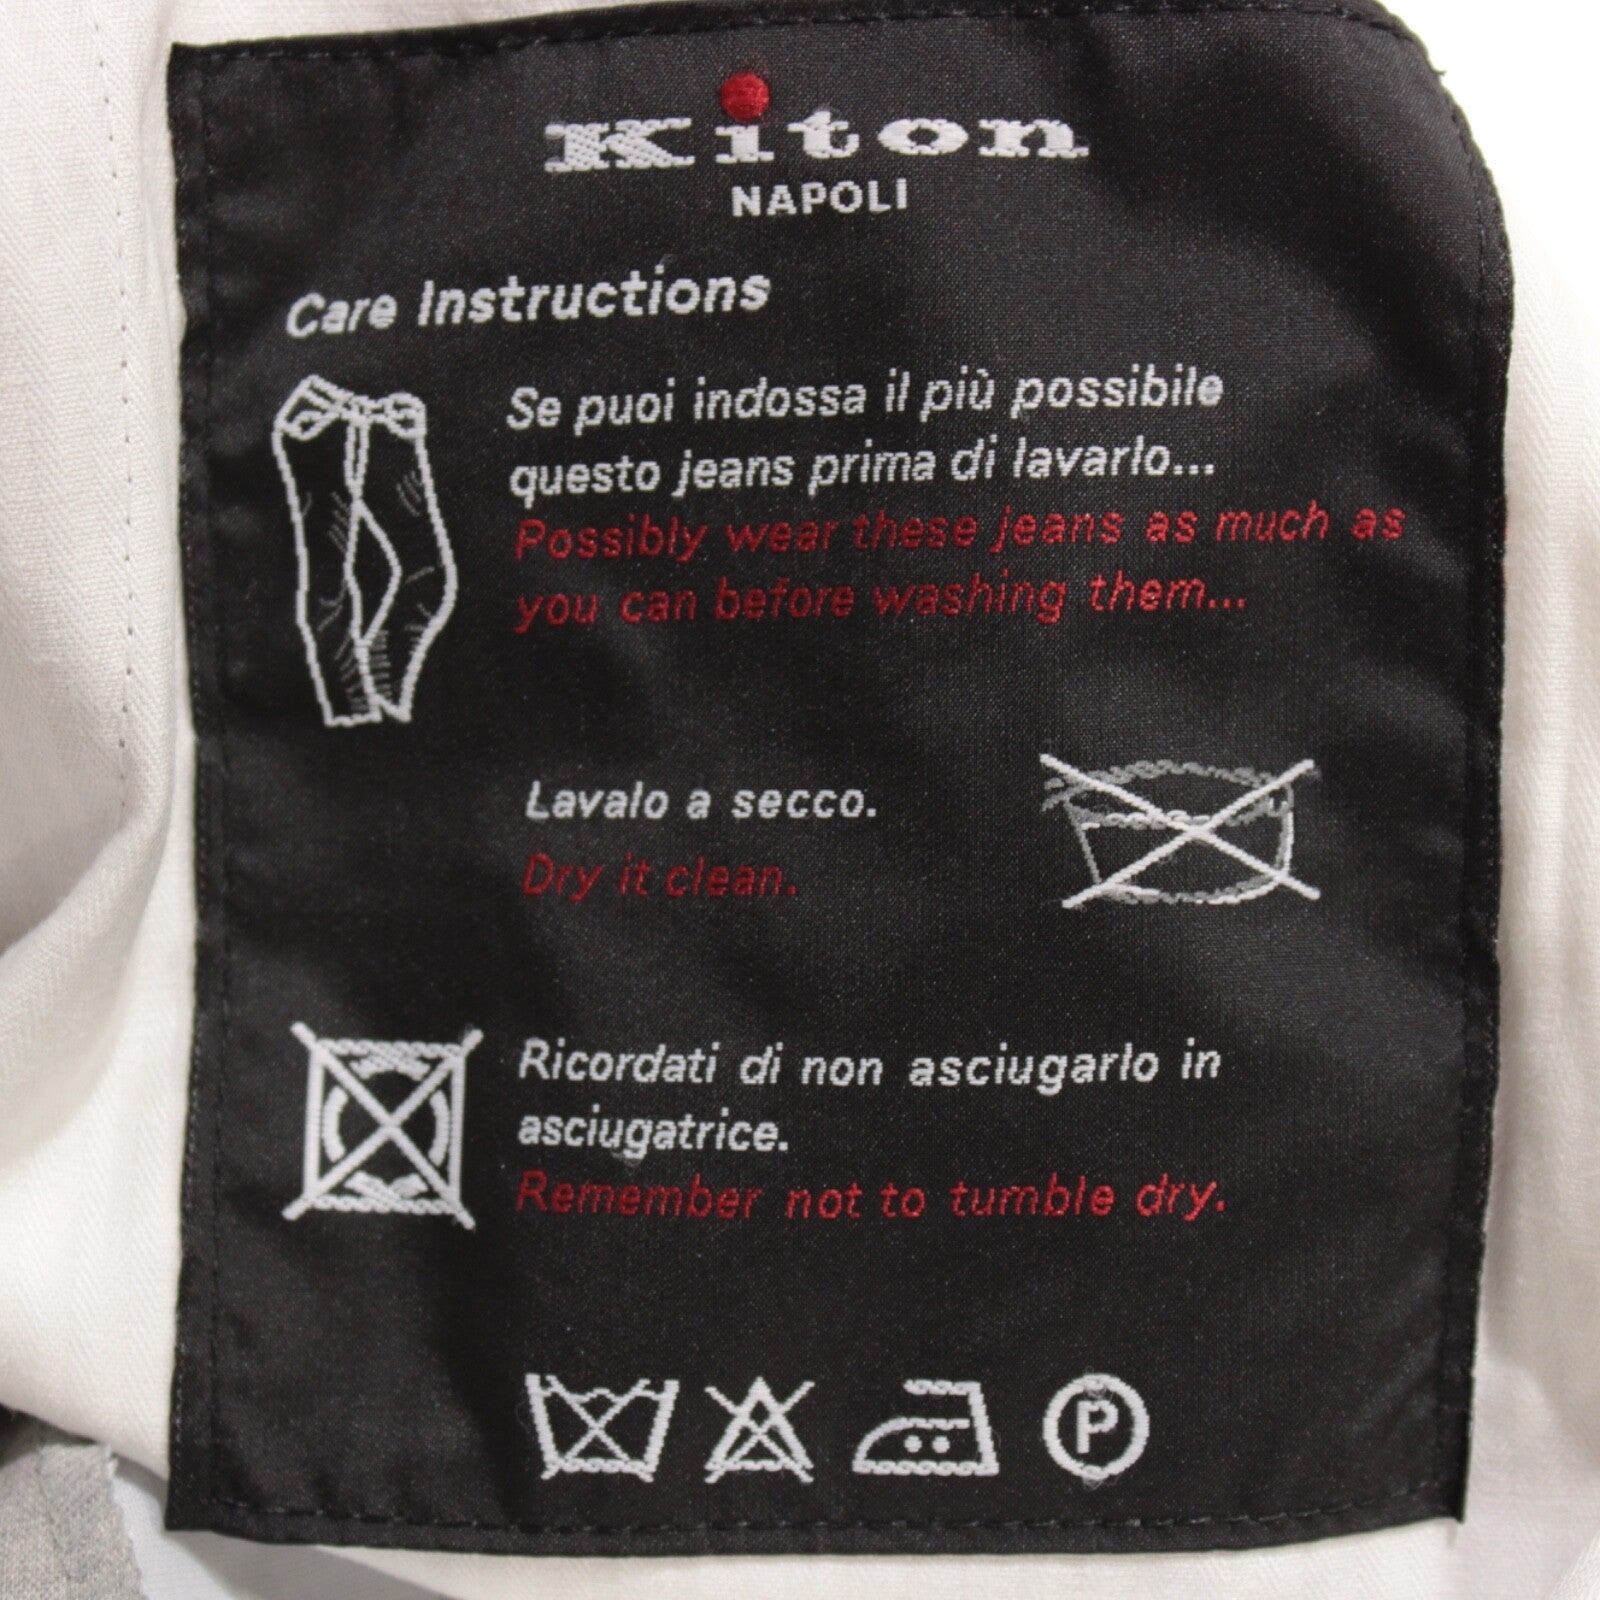 Kiton
NAPOLI
Care Instructions
Se puoi indossa il più possibile
questo jeans prima di lavarlo...
Possibly wear these jeans as much as
you can before washing them...
Lavalo a secco.
Dry it clean.
Ricordati di non asciugarlo in
asciugatrice.
Remember not to tumble dry.
P